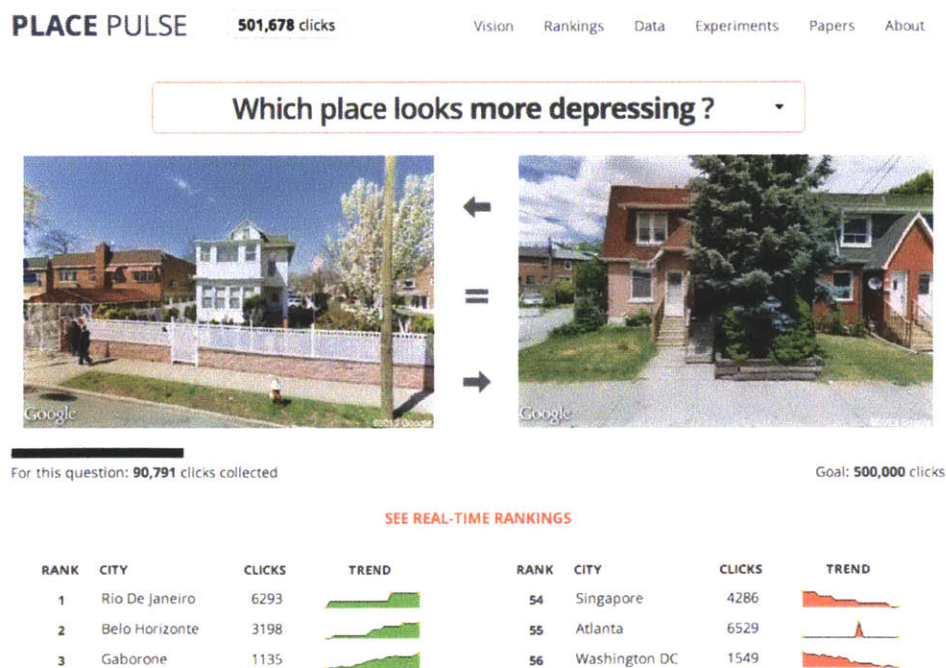 PLACE PULSE 501,678 clicks Vision Rankings Data Experiments Papers About
Which place looks more depressing ?
Google ©2013 Google Google
For this question: 90,791 clicks collected Goal: 500,000 clicks
SEE REAL-TIME RANKINGS
RANK CITY CLICKS TREND RANK CITY CLICKS TREND
1 Rio De Janeiro 6293 54 Singapore 4286
2 Belo Horizonte 3198 55 Atlanta 6529
3 Gaborone 1135 56 Washington DC 1549